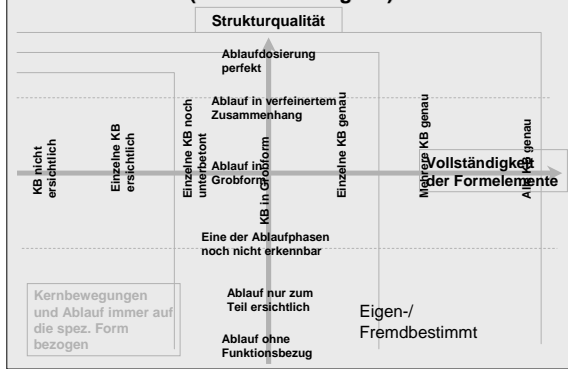 Strukturqualität
Ablaufdosierung
perfekt
Ablauf in verfeinertem
Zusammenhang
KB nicht
ersichtlich
Einzelne KB
ersichtlich
Einzelne KB noch
unterbetont
Ablauf in
Grobform
KB in Grobform
Einzelne KB genau
Mehrere KB genau
Alle KB genau
Vollständigkeit
der Formelemente
Eine der Ablaufphasen
noch nicht erkennbar
Kernbewegungen
und Ablauf immer auf
die spez. Form
bezogen
Ablauf nur zum
Teil ersichtlich
Eigen-/
Fremdbestimmt
Ablauf ohne
Funktionsbezug